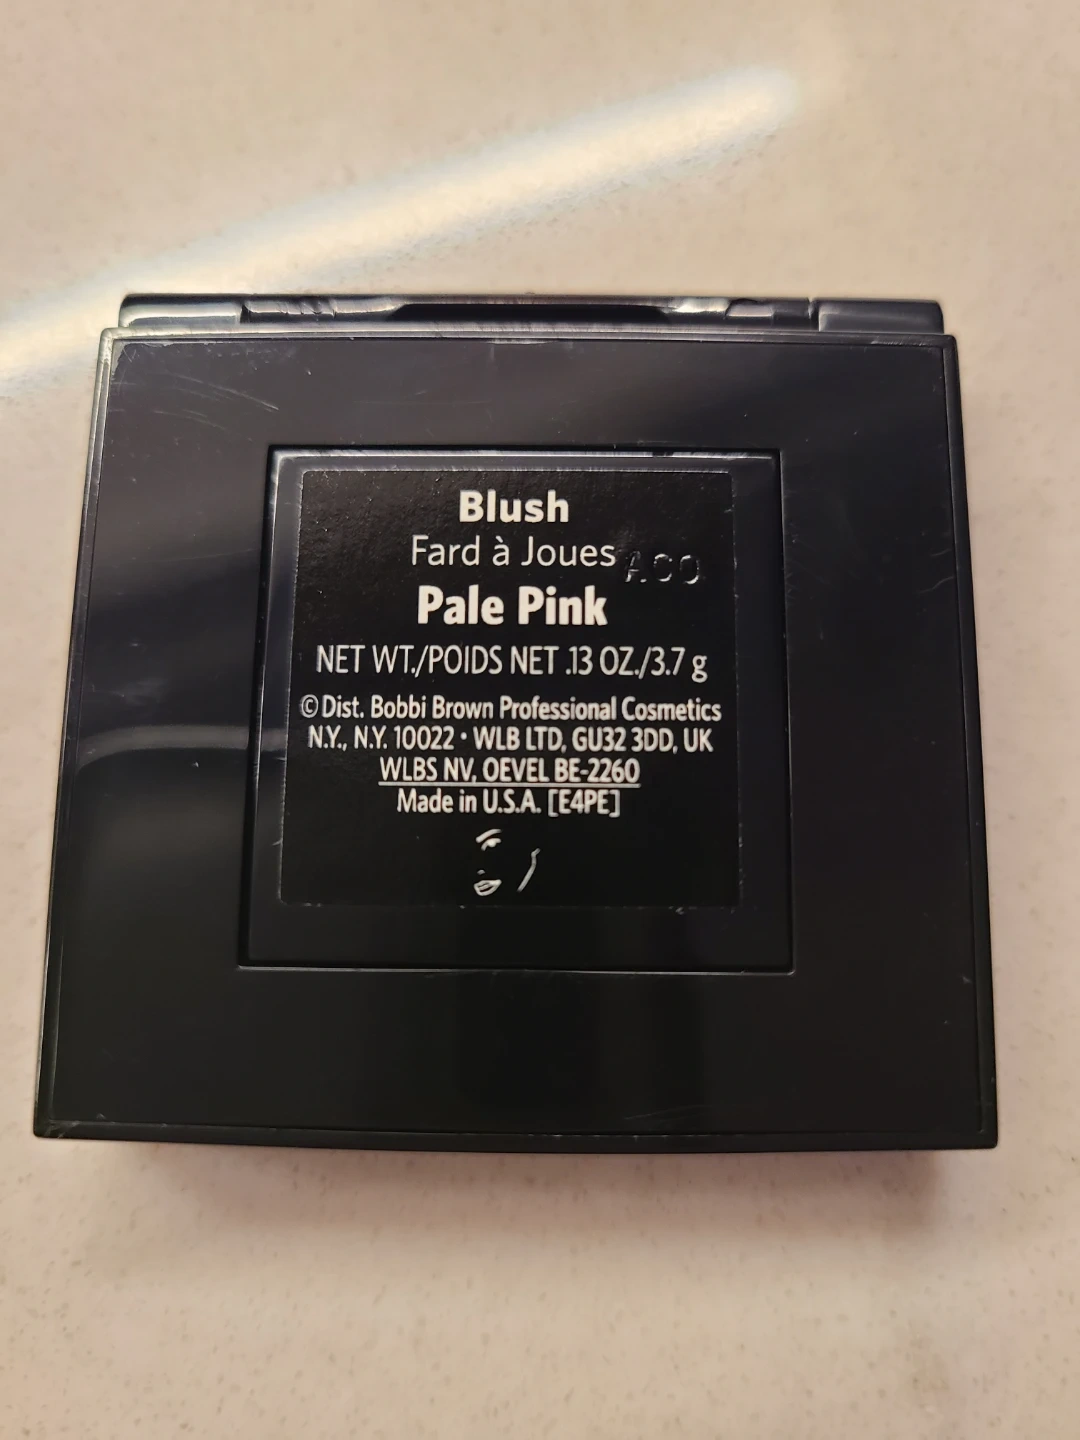 Blush
Fard à Joues
A00
Pale Pink
NET WT./POIDS NET .13 OZ./3.7 g
© Dist. Bobbi Brown Professional Cosmetics
N.Y., N.Y. 10022 • WLB LTD, GU32 3DD, UK
WLBS NV, OEVEL BE-2260
Made in U.S.A. [E4PE]